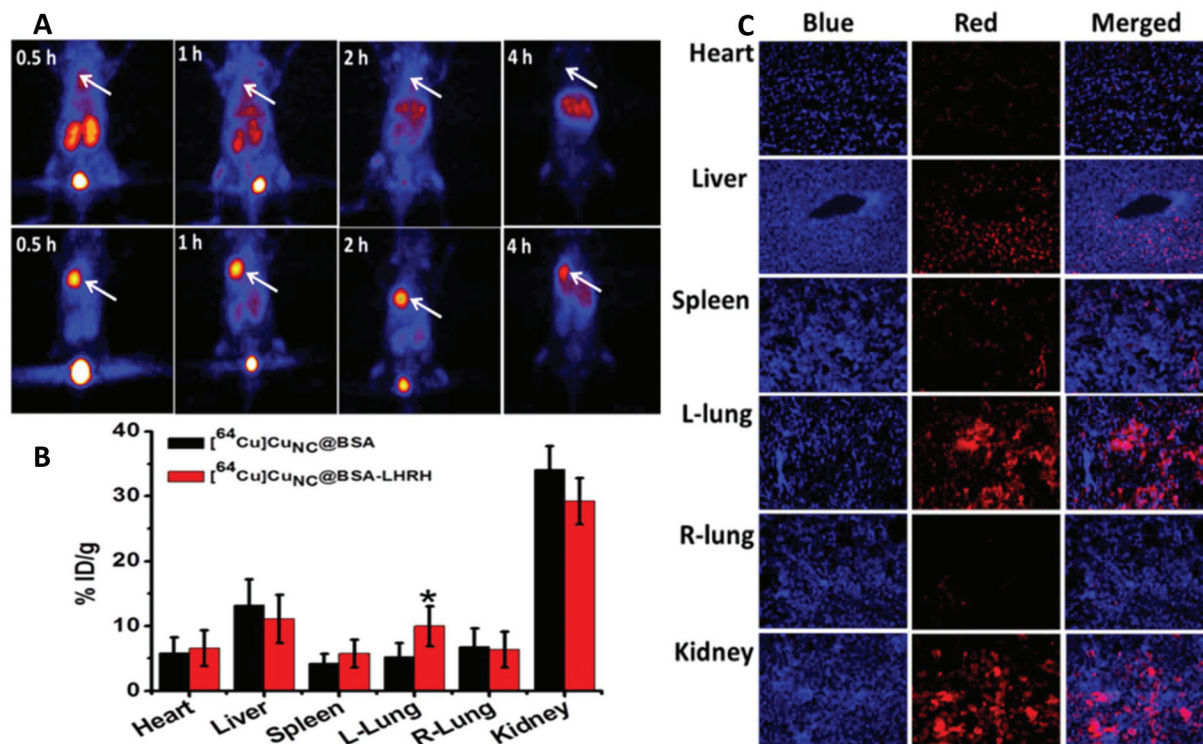 A
0.5 h
1 h
2 h
4 h
0.5 h
1 h
2 h
4 h
B
[64Cu]CuNC@BSA
[64Cu]CuNC@BSA-LHRH
% ID/g
40
30
20
10
0
*
Heart
Liver
Spleen
L-Lung
R-Lung
Kidney
C
Blue Red Merged
Heart
Liver
Spleen
L-lung
R-lung
Kidney